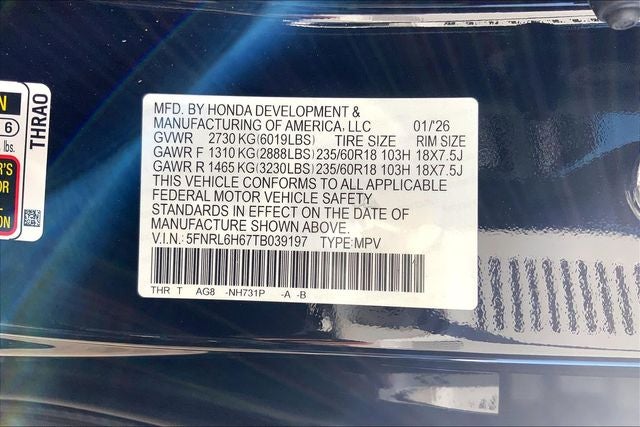 MFD. BY HONDA DEVELOPMENT &
MANUFACTURING OF AMERICA, LLC 01/'26
GVWR 2730 KG (6019LBS) TIRE SIZE RIM SIZE
GAWR F 1310 KG (2888LBS) 235/60R18 103H 18X7.5J
GAWR R 1465 KG (3230LBS) 235/60R18 103H 18X7.5J
THIS VEHICLE CONFORMS TO ALL APPLICABLE
FEDERAL MOTOR VEHICLE SAFETY
STANDARDS IN EFFECT ON THE DATE OF
MANUFACTURE SHOWN ABOVE.
V.I.N.: 5FNRL6H67TB039197 TYPE:MPV
THR T AG8 -NH731P -A -B
6
lbs.
THRA0